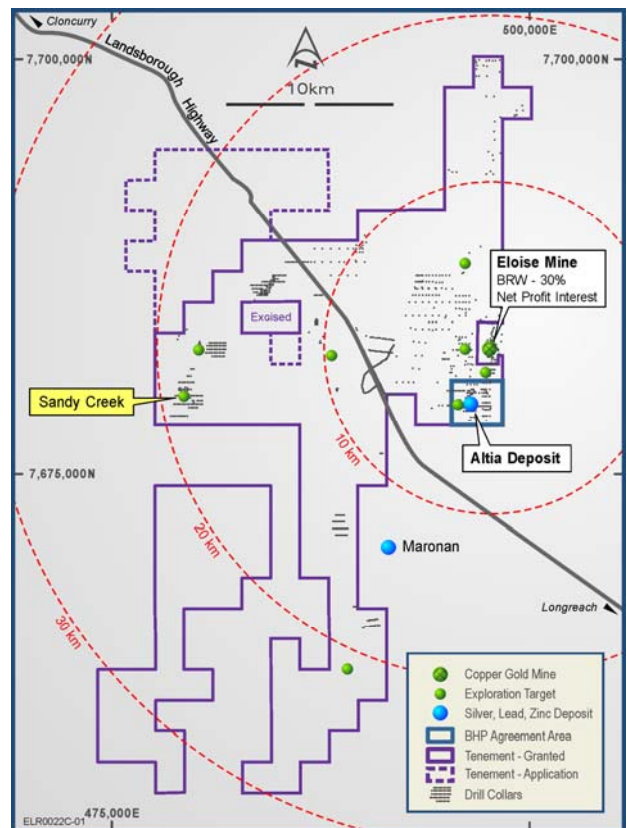 Cloncurry
500,000E
7,700,000N
7,700,000N
Landsborough Highway
10km
Eloise Mine
BRW - 30%
Net Profit Interest
Excised
Sandy Creek
10 km
Altia Deposit
7,675,000N
20 km
Maronan
30 km
Longreach
Copper Gold Mine
Exploration Target
Silver, Lead, Zinc Deposit
BHP Agreement Area
Tenement - Granted
Tenement - Application
Drill Collars
475,000E
ELR0022C-01